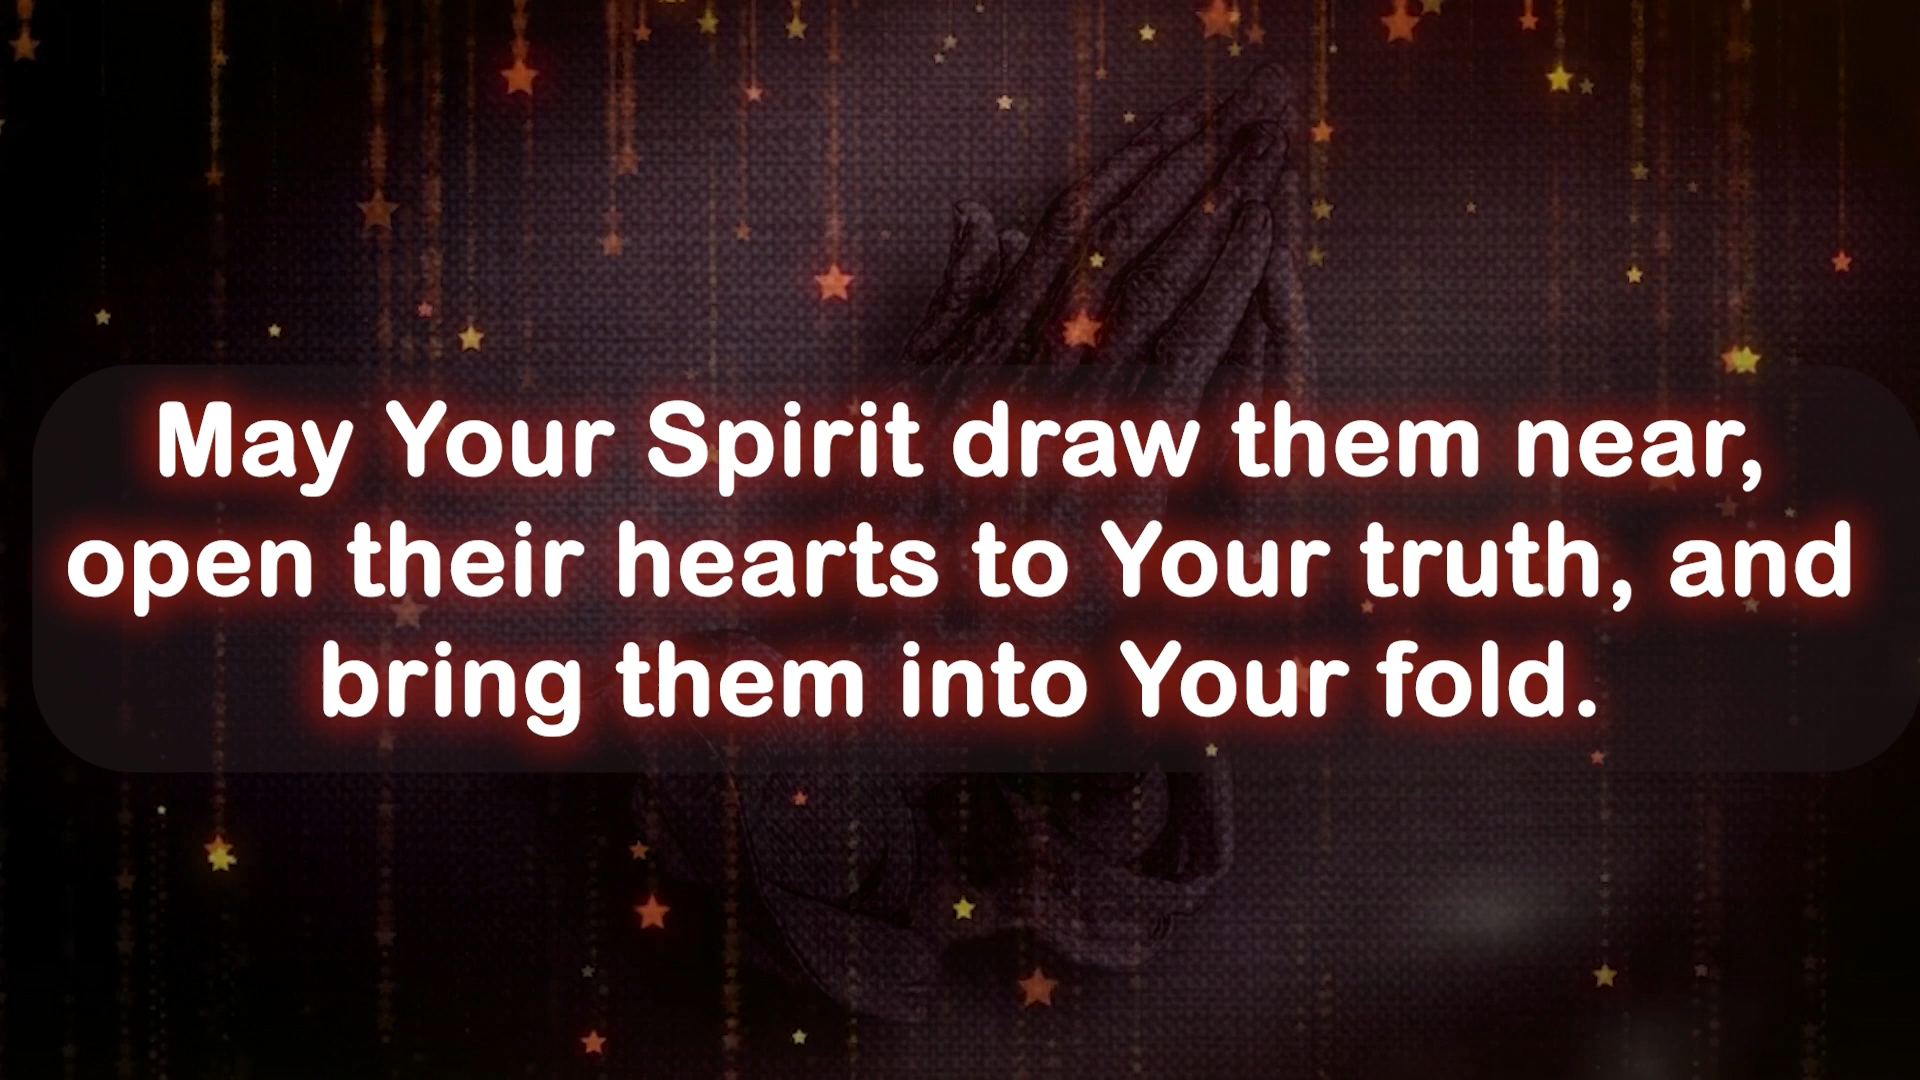 May Your Spirit draw them near,
open their hearts to Your truth, and
bring them into Your fold.